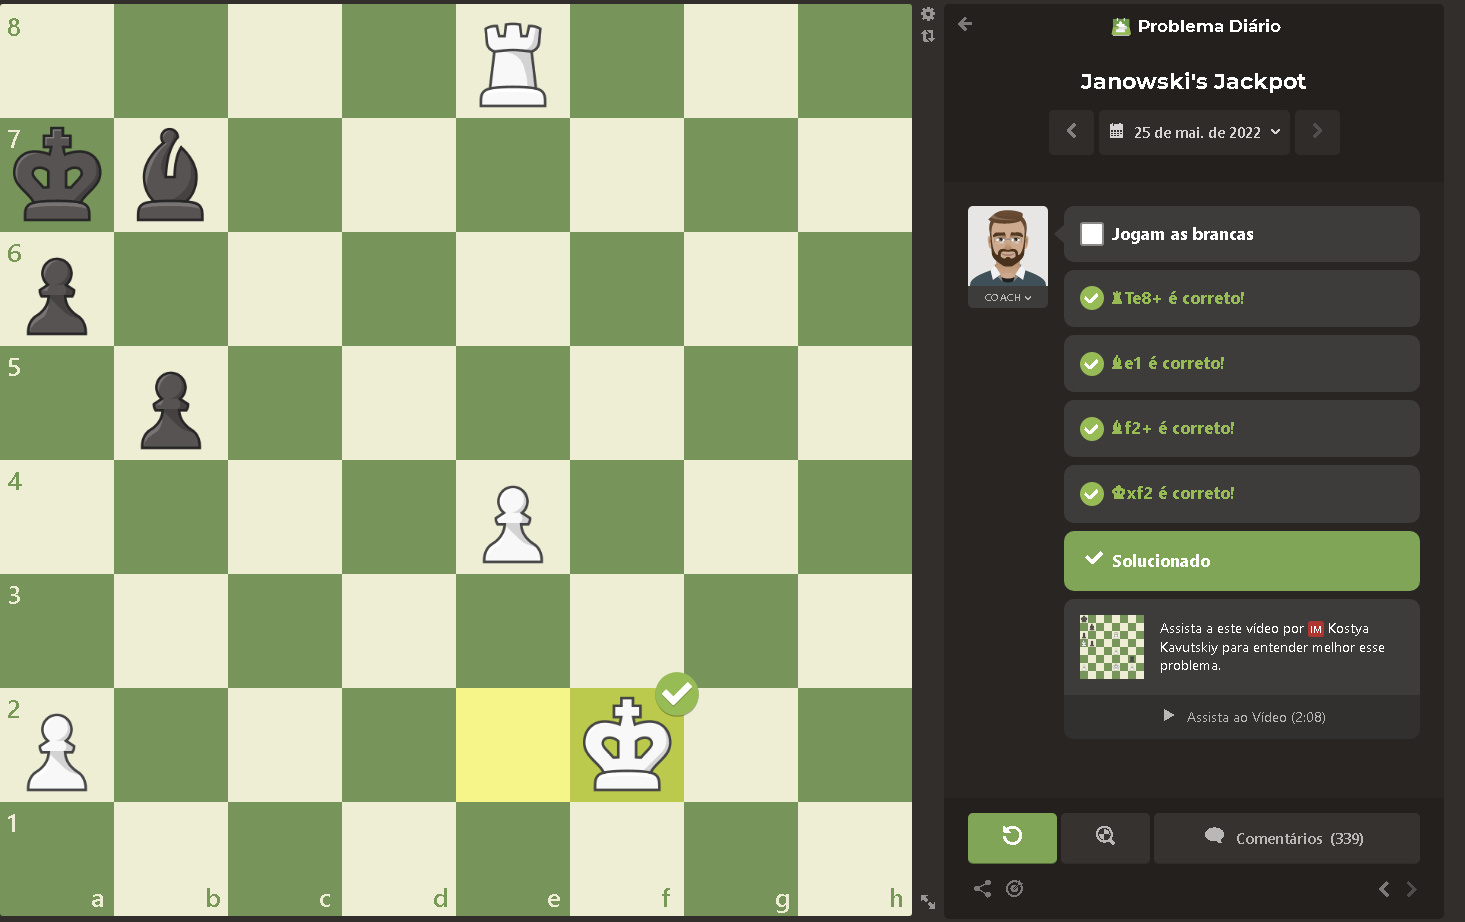 8
7
6
5
4
3
2
1
a b c d e f g h
Problema Diário
Janowski's Jackpot
25 de mai. de 2022
COACH
Jogam as brancas
Te8+ é correto!
e1 é correto!
f2+ é correto!
xf2 é correto!
Solucionado
Assista a este vídeo por IM Kostya
Kavutskiy para entender melhor esse
problema.
Assista ao Vídeo (2:08)
Comentários (339)